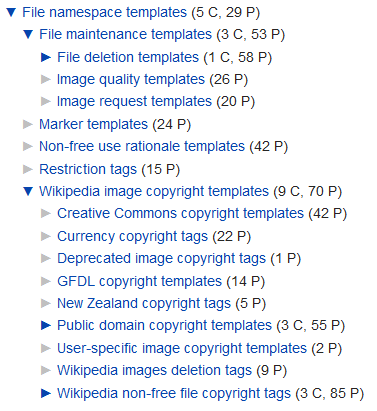 File namespace templates (5 C, 29 P)
File maintenance templates (3 C, 53 P)
File deletion templates (1 C, 58 P)
Image quality templates (26 P)
Image request templates (20 P)
Marker templates (24 P)
Non-free use rationale templates (42 P)
Restriction tags (15 P)
Wikipedia image copyright templates (9 C, 70 P)
Creative Commons copyright templates (42 P)
Currency copyright tags (22 P)
Deprecated image copyright tags (1 P)
GFDL copyright templates (14 P)
New Zealand copyright tags (5 P)
Public domain copyright templates (3 C, 55 P)
User-specific image copyright templates (2 P)
Wikipedia images deletion tags (9 P)
Wikipedia non-free file copyright tags (3 C, 85 P)